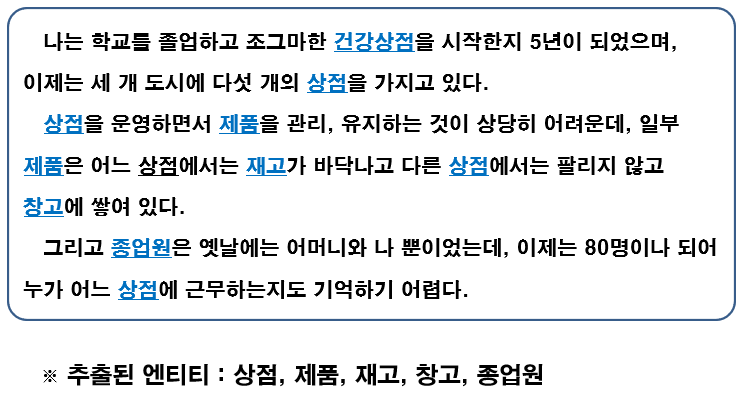 나는 학교를 졸업하고 조그마한 건강상점을 시작한지 5년이 되었으며,
이제는 세 개 도시에 다섯 개의 상점을 가지고 있다.
상점을 운영하면서 제품을 관리, 유지하는 것이 상당히 어려운데, 일부
제품은 어느 상점에서는 재고가 바닥나고 다른 상점에서는 팔리지 않고
창고에 쌓여 있다.
그리고 종업원은 옛날에는 어머니와 나 뿐이었는데, 이제는 80명이나 되어
누가 어느 상점에 근무하는지도 기억하기 어렵다.
※ 추출된 엔티티 : 상점, 제품, 재고, 창고, 종업원